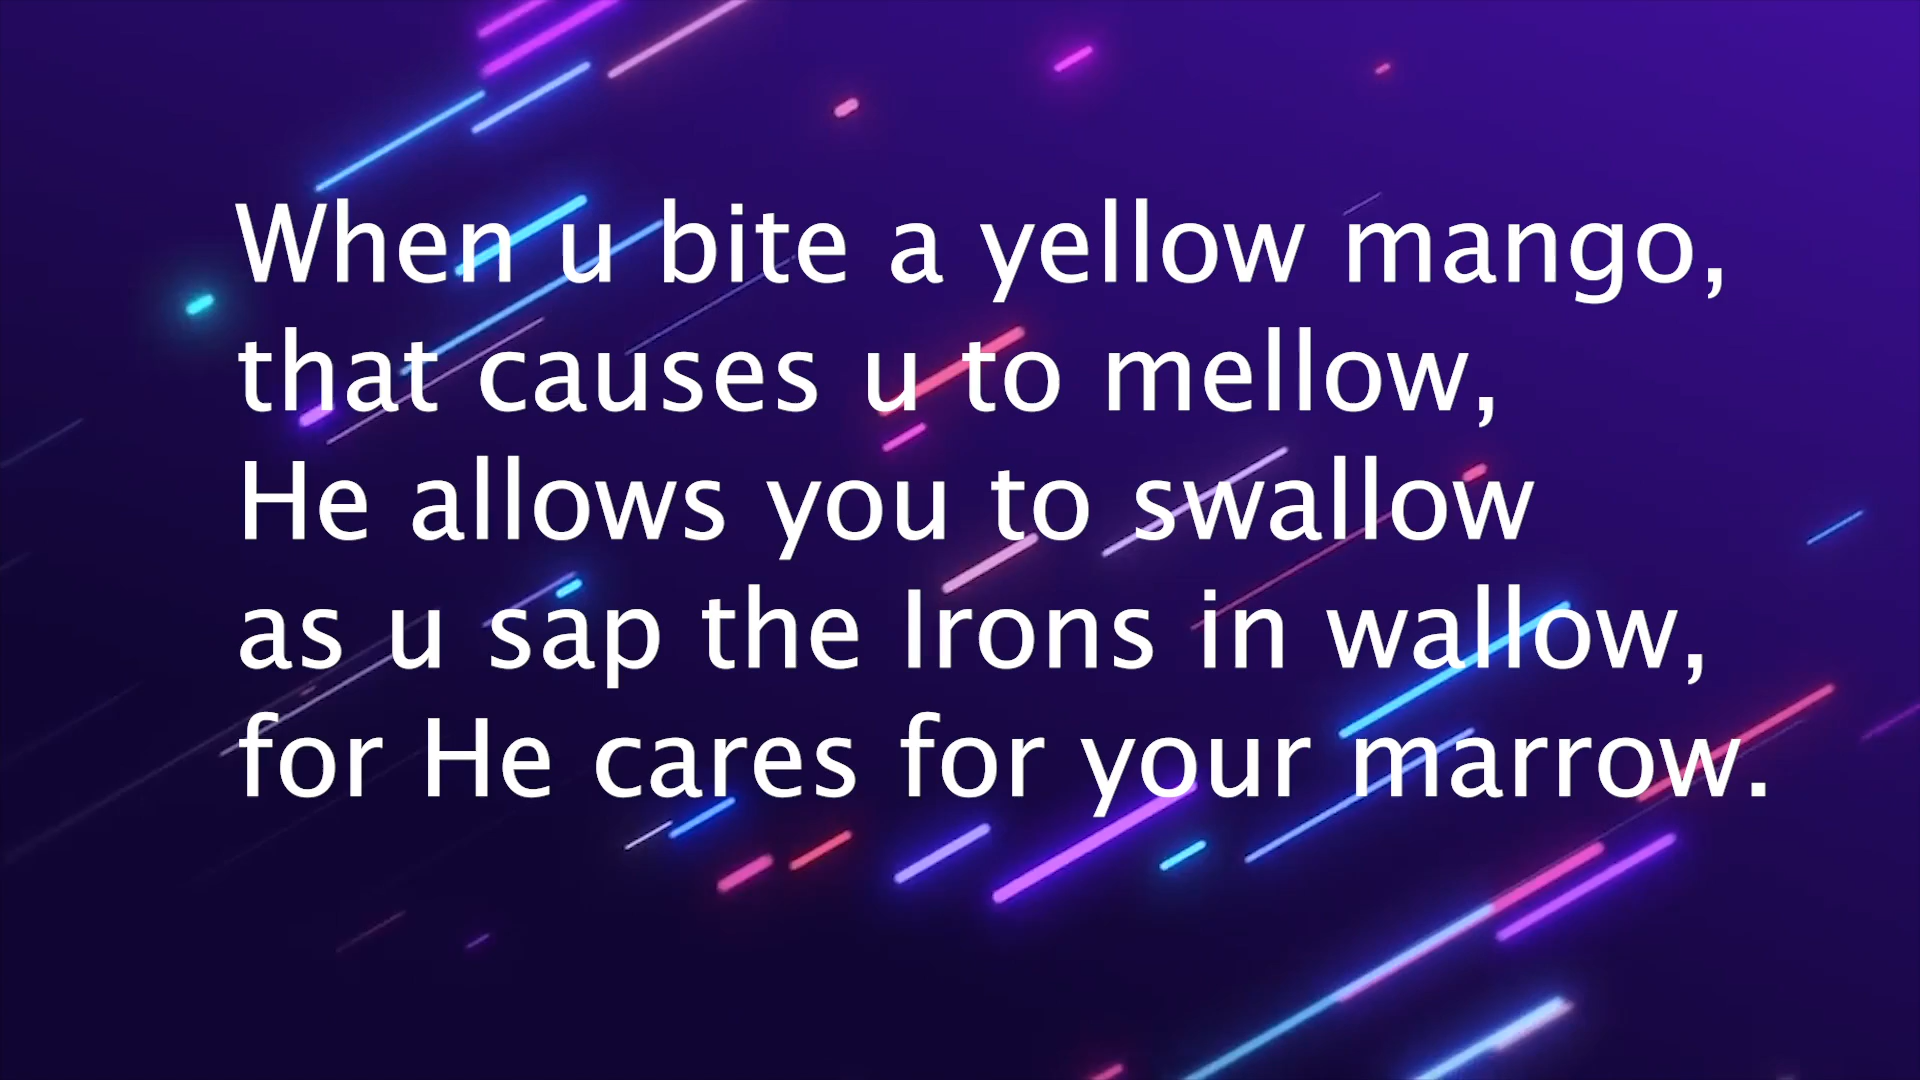 When u bite a yellow mango,
that causes u to mellow,
He allows you to swallow
as u sap the Irons in wallow,
for He cares for your marrow.